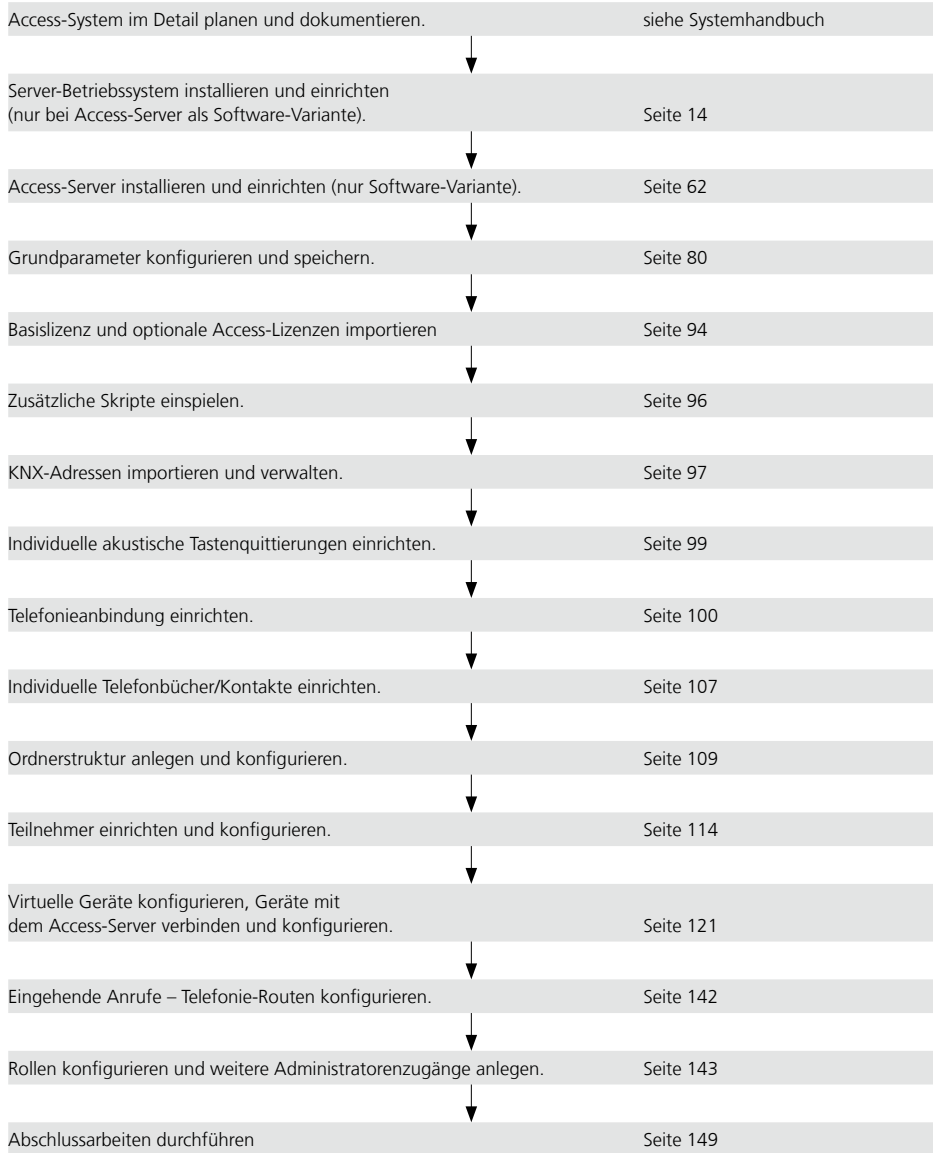 Access-System im Detail planen und dokumentieren. siehe Systemhandbuch
Server-Betriebssystem installieren und einrichten
(nur bei Access-Server als Software-Variante). Seite 14
Access-Server installieren und einrichten (nur Software-Variante). Seite 62
Grundparameter konfigurieren und speichern. Seite 80
Basislizenz und optionale Access-Lizenzen importieren Seite 94
Zusätzliche Skripte einspielen. Seite 96
KNX-Adressen importieren und verwalten. Seite 97
Individuelle akustische Tastenquittierungen einrichten. Seite 99
Telefonieanbindung einrichten. Seite 100
Individuelle Telefonbücher/Kontakte einrichten. Seite 107
Ordnerstruktur anlegen und konfigurieren. Seite 109
Teilnehmer einrichten und konfigurieren. Seite 114
Virtuelle Geräte konfigurieren, Geräte mit
dem Access-Server verbinden und konfigurieren. Seite 121
Eingehende Anrufe – Telefonie-Routen konfigurieren. Seite 142
Rollen konfigurieren und weitere Administratorenzugänge anlegen. Seite 143
Abschlussarbeiten durchführen Seite 149